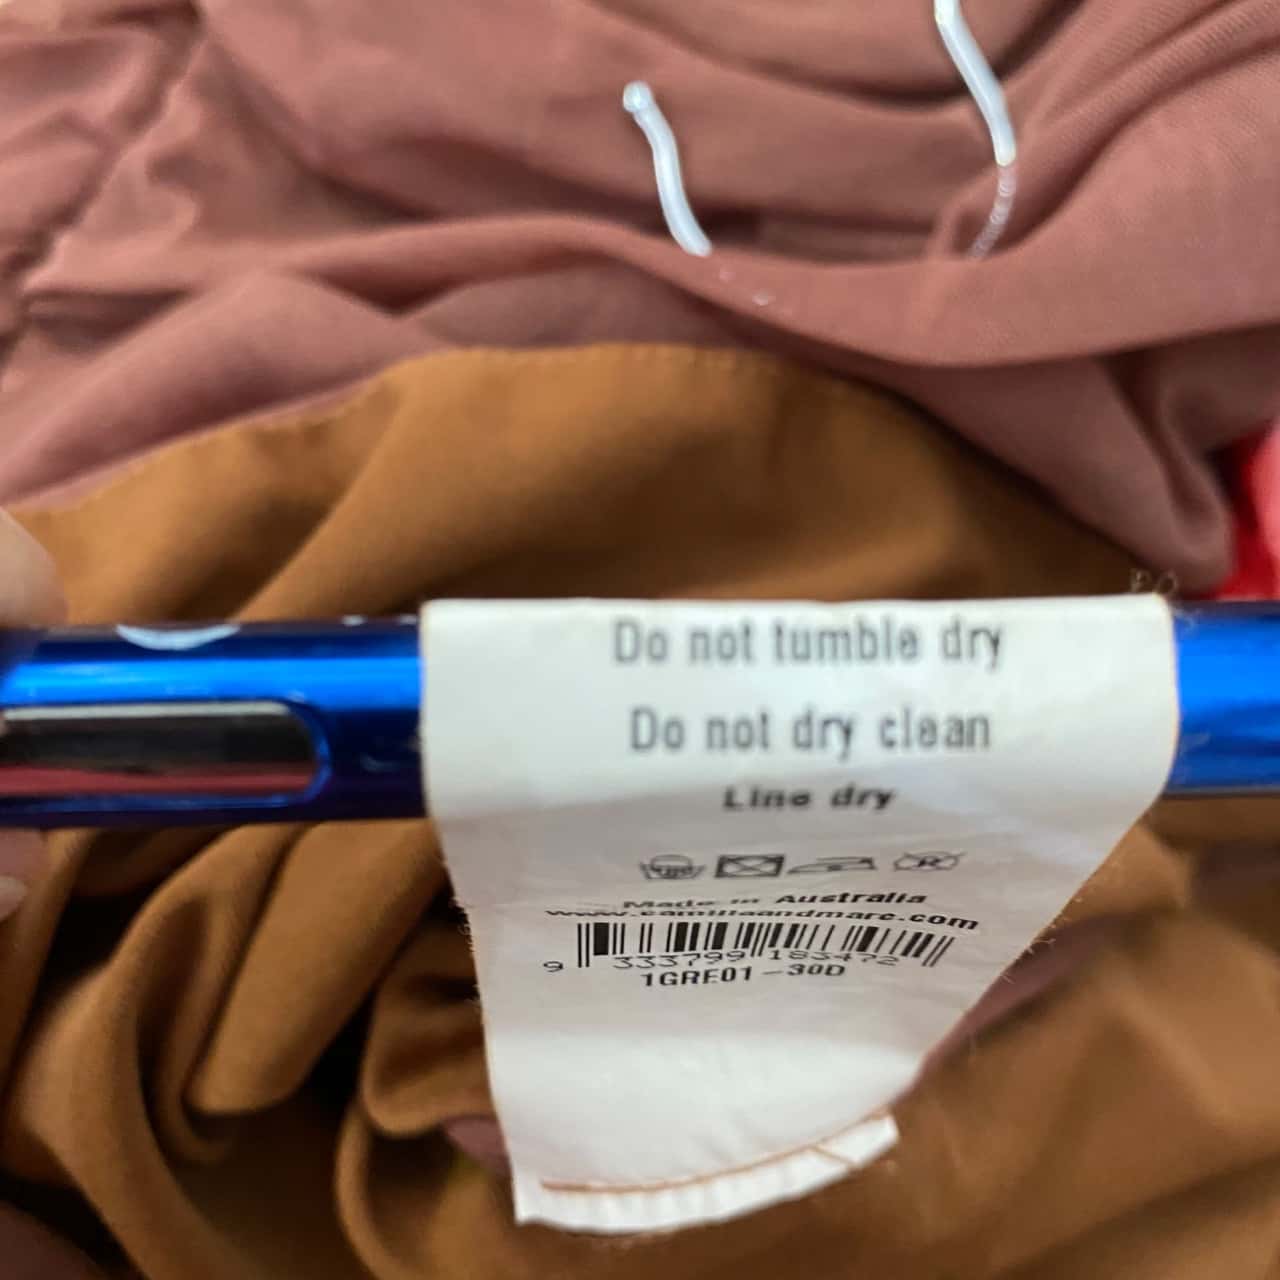 Do not tumble dry
Do not dry clean
Line dry
Made in Australia
www.camillaandmarc.com
9 333799 183472
1GRE01-30D